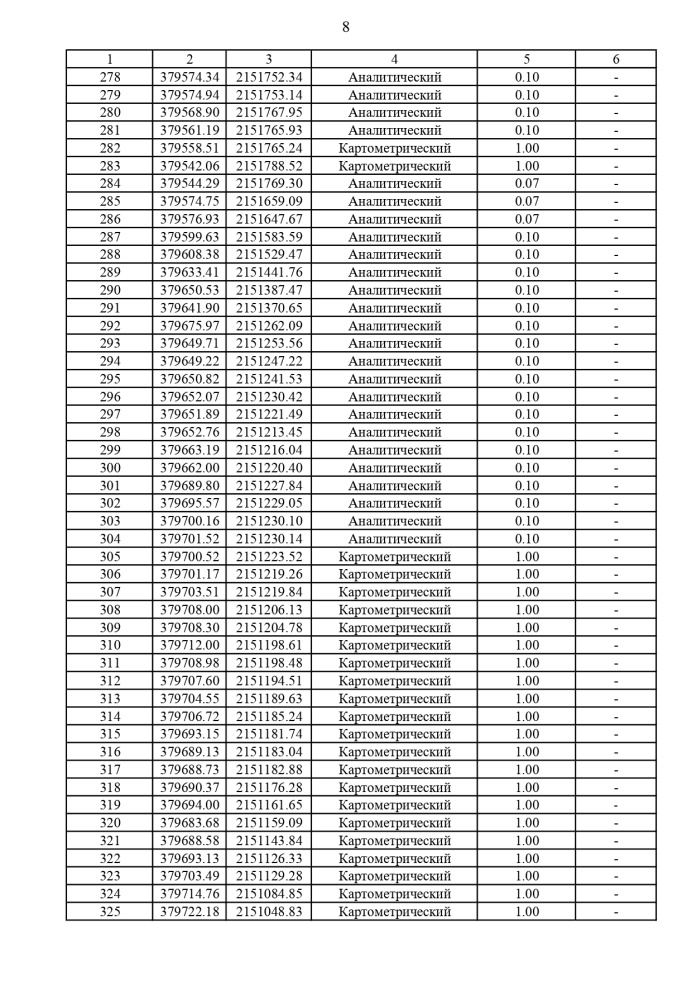 8
1 2 3 4 5 6
278 379574.34 2151752.34 Аналитический 0.10 -
279 379574.94 2151753.14 Аналитический 0.10 -
280 379568.90 2151767.95 Аналитический 0.10 -
281 379561.19 2151765.93 Аналитический 0.10 -
282 379558.51 2151765.24 Картометрический 1.00 -
283 379542.06 2151788.52 Картометрический 1.00 -
284 379544.29 2151769.30 Аналитический 0.07 -
285 379574.75 2151659.09 Аналитический 0.07 -
286 379576.93 2151647.67 Аналитический 0.07 -
287 379599.63 2151583.59 Аналитический 0.10 -
288 379608.38 2151529.47 Аналитический 0.10 -
289 379633.41 2151441.76 Аналитический 0.10 -
290 379650.53 2151387.47 Аналитический 0.10 -
291 379641.90 2151370.65 Аналитический 0.10 -
292 379675.97 2151262.09 Аналитический 0.10 -
293 379649.71 2151253.56 Аналитический 0.10 -
294 379649.22 2151247.22 Аналитический 0.10 -
295 379650.82 2151241.53 Аналитический 0.10 -
296 379652.07 2151230.42 Аналитический 0.10 -
297 379651.89 2151221.49 Аналитический 0.10 -
298 379652.76 2151213.45 Аналитический 0.10 -
299 379663.19 2151216.04 Аналитический 0.10 -
300 379662.00 2151220.40 Аналитический 0.10 -
301 379689.80 2151227.84 Аналитический 0.10 -
302 379695.57 2151229.05 Аналитический 0.10 -
303 379700.16 2151230.10 Аналитический 0.10 -
304 379701.52 2151230.14 Аналитический 0.10 -
305 379700.52 2151223.52 Картометрический 1.00 -
306 379701.17 2151219.26 Картометрический 1.00 -
307 379703.51 2151219.84 Картометрический 1.00 -
308 379708.00 2151206.13 Картометрический 1.00 -
309 379708.30 2151204.78 Картометрический 1.00 -
310 379712.00 2151198.61 Картометрический 1.00 -
311 379708.98 2151198.48 Картометрический 1.00 -
312 379707.60 2151194.51 Картометрический 1.00 -
313 379704.55 2151189.63 Картометрический 1.00 -
314 379706.72 2151185.24 Картометрический 1.00 -
315 379693.15 2151181.74 Картометрический 1.00 -
316 379689.13 2151183.04 Картометрический 1.00 -
317 379688.73 2151182.88 Картометрический 1.00 -
318 379690.37 2151176.28 Картометрический 1.00 -
319 379694.00 2151161.65 Картометрический 1.00 -
320 379683.68 2151159.09 Картометрический 1.00 -
321 379688.58 2151143.84 Картометрический 1.00 -
322 379693.13 2151126.33 Картометрический 1.00 -
323 379703.49 2151129.28 Картометрический 1.00 -
324 379714.76 2151084.85 Картометрический 1.00 -
325 379722.18 2151048.83 Картометрический 1.00 -